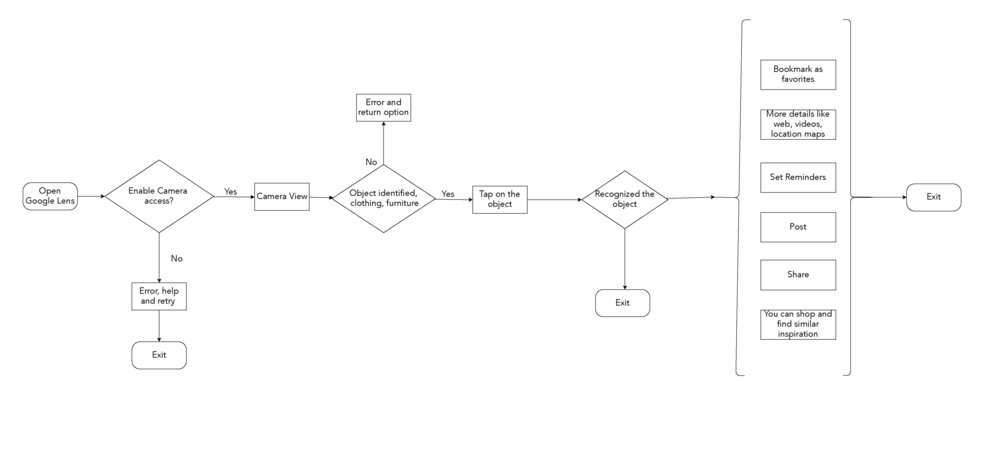 Open
Google Lens
Enable Camera
access?
Yes
No
Error, help
and retry
Exit
Camera View
Object identified,
clothing, furniture
No
Error and
return option
Yes
Tap on the
object
Recognized the
object
Exit
Bookmark as
favorites
More details like
web, videos,
location maps
Set Reminders
Post
Share
You can shop and
find similar
inspiration
Exit